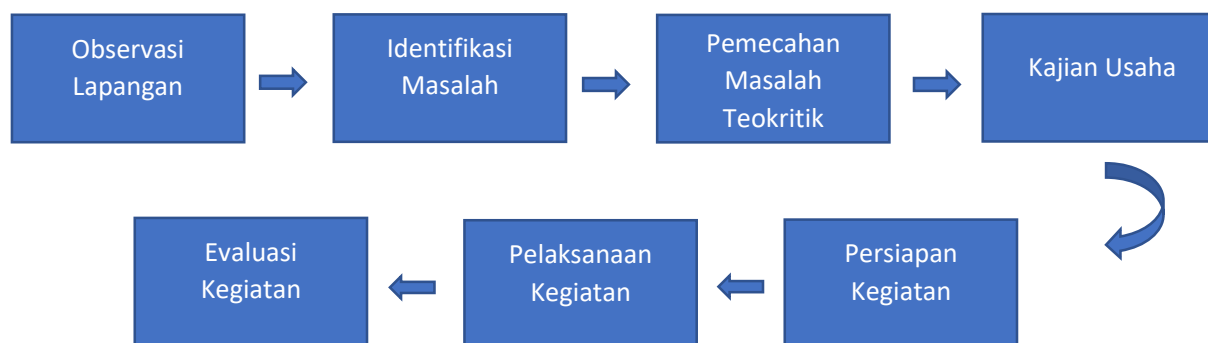 Observasi
Lapangan
Identifikasi
Masalah
Pemecahan
Masalah
Teokritik
Kajian Usaha
Persiapan
Kegiatan
Pelaksanaan
Kegiatan
Evaluasi
Kegiatan